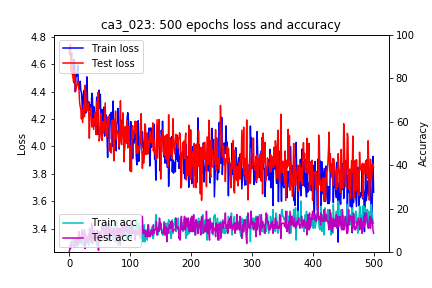 ca3_023: 500 epochs loss and accuracy
4.8
4.6
4.4
4.2
4.0
3.8
3.6
3.4
Loss
Train loss
Test loss
Train acc
Test acc
100
80
60
40
20
0
Accuracy
0 100 200 300 400 500